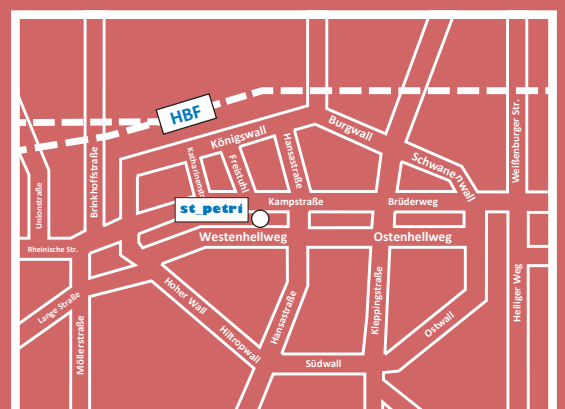 HBF
Königswall
Burgwall
Weißenburger Str.
Schwanenwall
Katharinenstr.
Freistuhl
Hansastraße
Brinkhoffstraße
Unionstraße
st_petri
Kampstraße
Brüderweg
Westenhellweg
Ostenhellweg
Rheinische Str.
Lange Straße
Möllerstraße
Hoher Wall
Hiltropwall
Hansastraße
Kleppingstraße
Ostwall
Heiliger Weg
Südwall